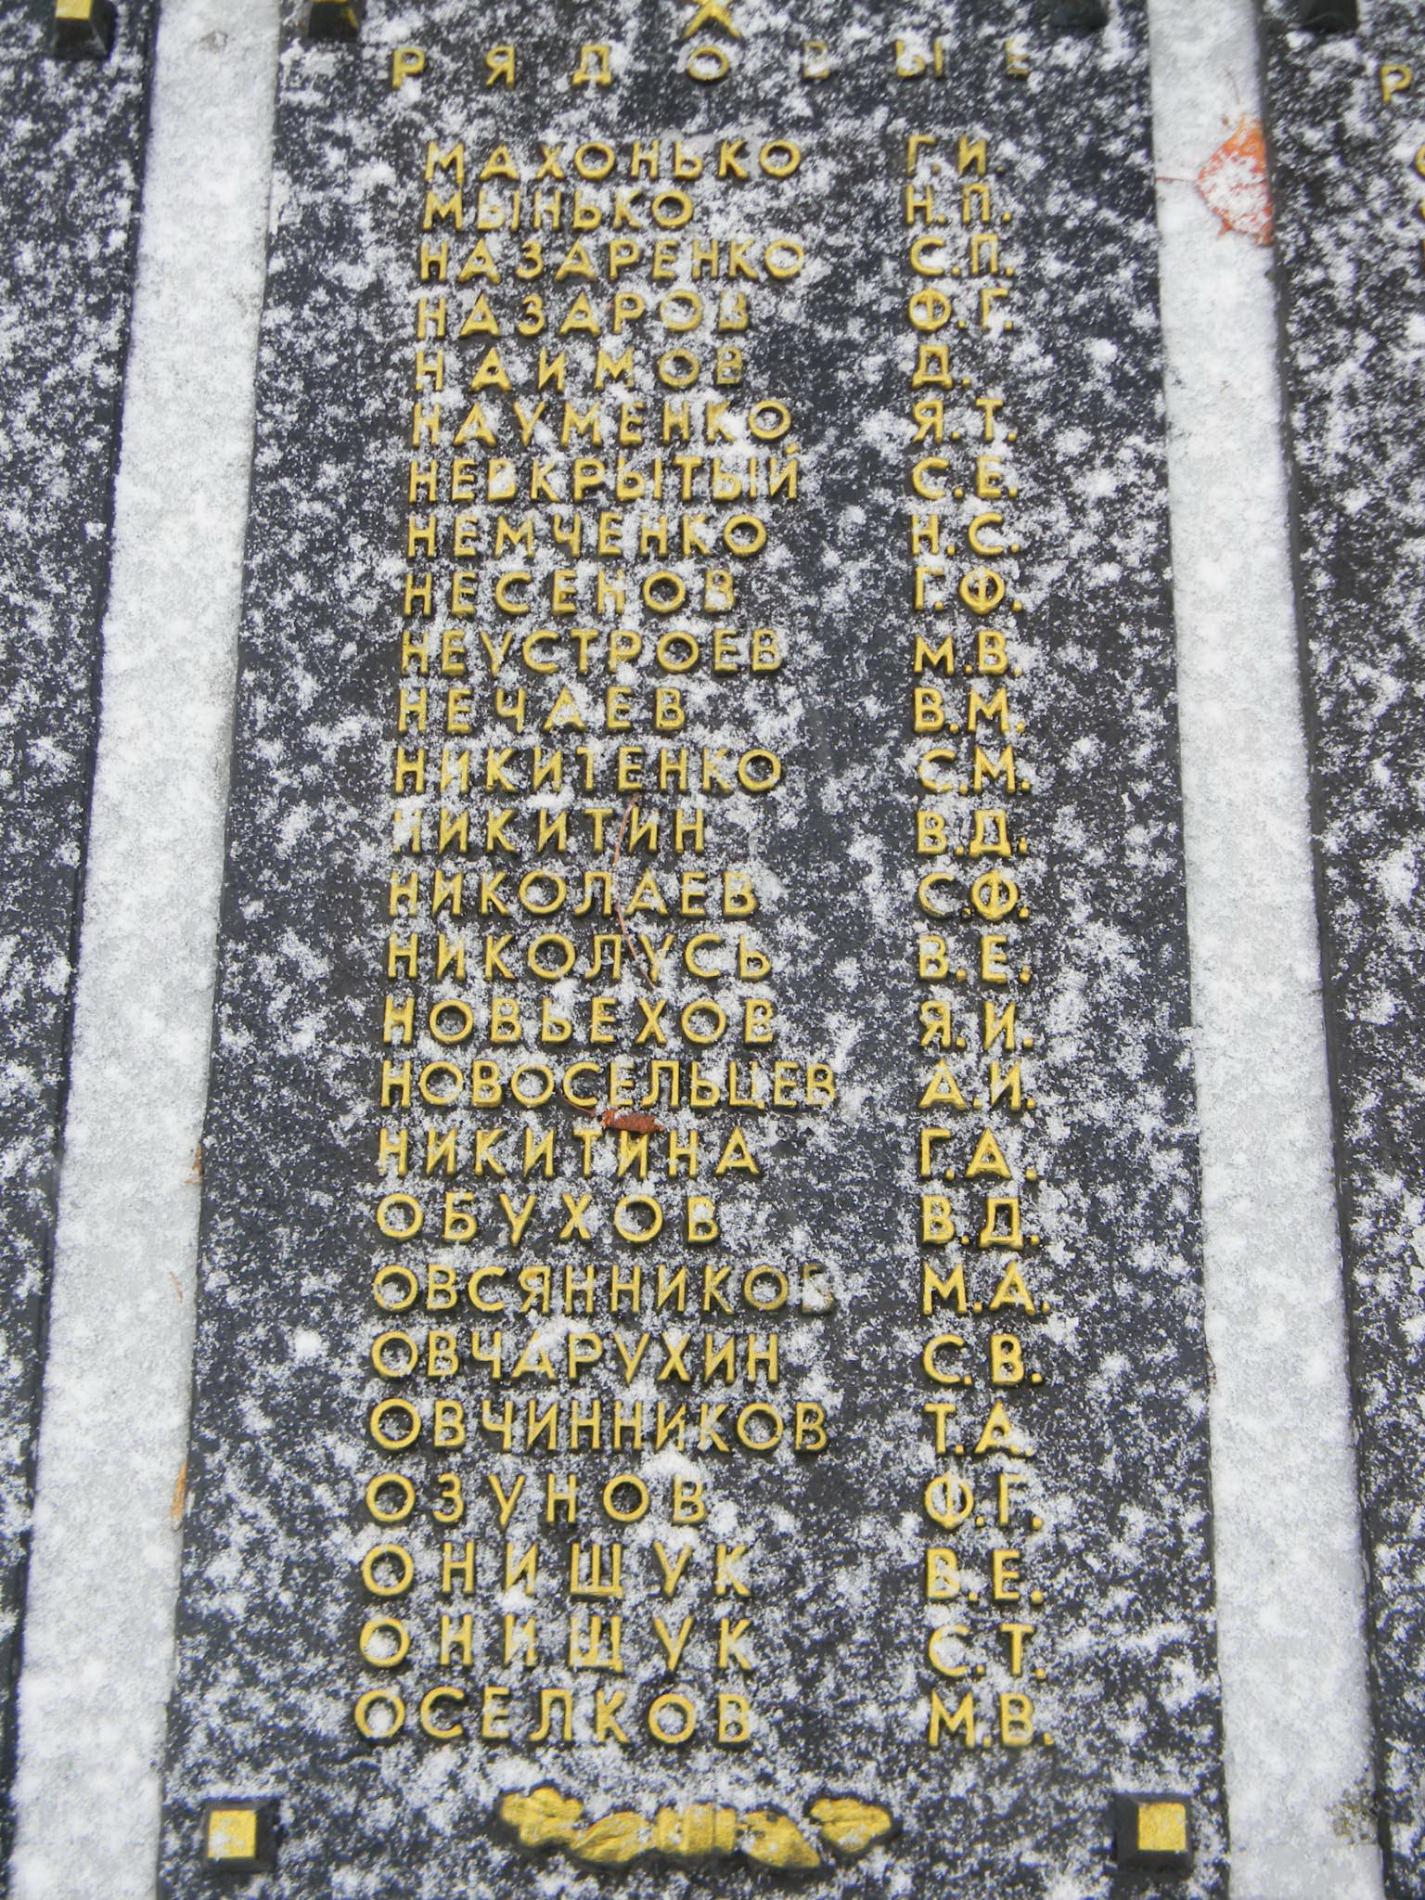 РЯДОВЫЕ
МАХОНЬКО Г.И.
МЫНЬКО Н.П.
НАЗАРЕНКО С.П.
НАЗАРОВ Ф.Г.
НАИМОВ Д.
НАУМЕНКО Я.Т.
НЕВКРЫТЫЙ С.Е.
НЕМЧЕНКО Н.С.
НЕСЕНОВ Г.Ф.
НЕУСТРОЕВ М.В.
НЕЧАЕВ В.М.
НИКИТЕНКО С.М.
НИКИТИН В.Д.
НИКОЛАЕВ С.Ф.
НИКОЛУСЬ В.Е.
НОВЬЕХОВ Я.И.
НОВОСЕЛЬЦЕВ А.И.
НИКИТИНА Г.А.
ОБУХОВ В.Д.
ОВСЯННИКОВ М.А.
ОВЧАРУХИН С.В.
ОВЧИННИКОВ Т.А.
ОЗУНОВ Ф.Г.
ОНИЩУК В.Е.
ОНИЩУК С.Т.
ОСЕЛКОВ М.В.